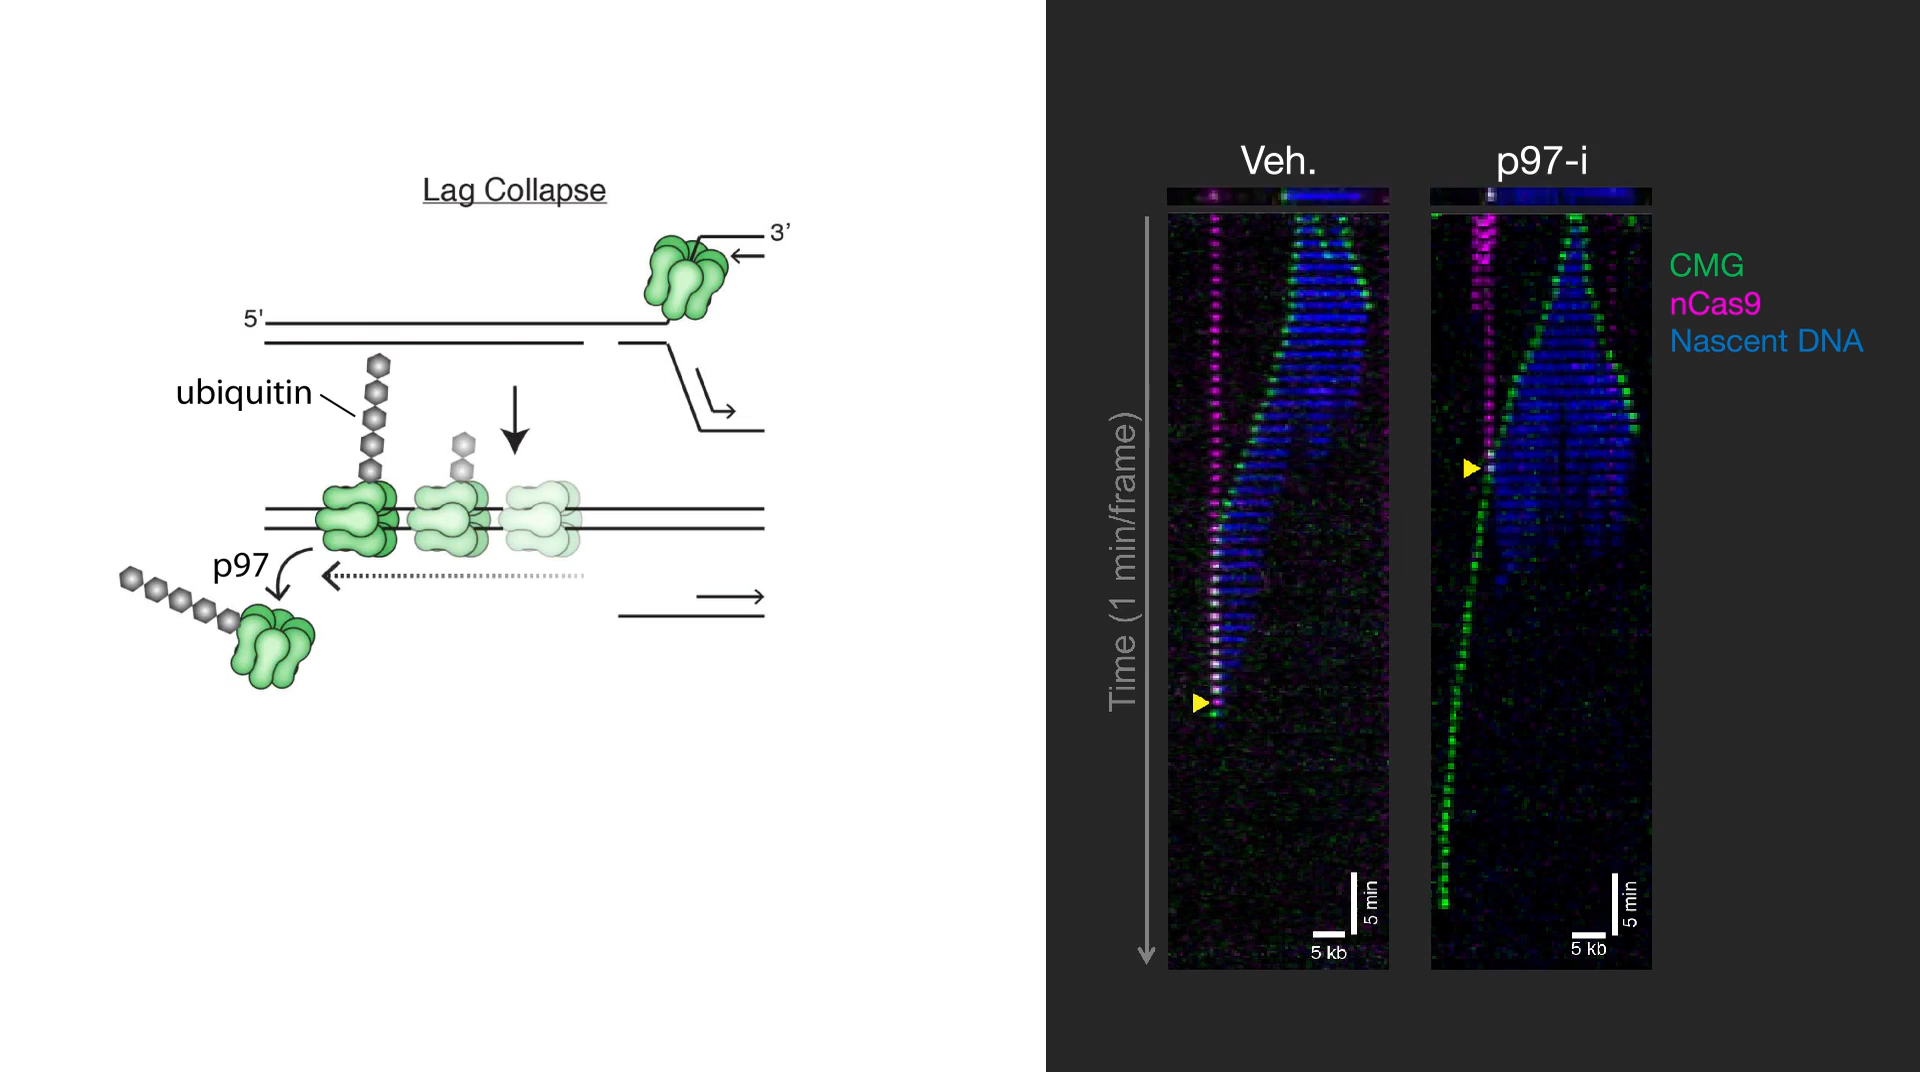 Lag Collapse
3’
5'
ubiquitin
p97
Veh.
p97-i
CMG
nCas9
Nascent DNA
Time (1 min/frame)
5 min
5 kb
5 min
5 kb